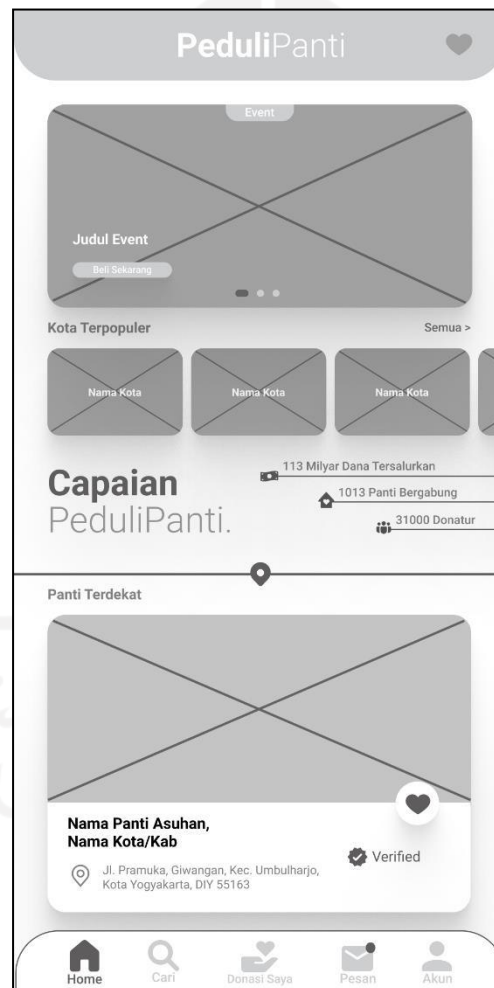 PeduliPanti
Event
Judul Event
Beli Sekarang
Kota Terpopuler
Semua >
Nama Kota
Nama Kota
Nama Kota
Capaian
PeduliPanti.
113 Milyar Dana Tersalurkan
1013 Panti Bergabung
31000 Donatur
Panti Terdekat
Nama Panti Asuhan,
Nama Kota/Kab
Jl. Pramuka, Giwangan, Kec. Umbulharjo,
Kota Yogyakarta, DIY 55163
Verified
Home
Cari
Donasi Saya
Pesan
Akun